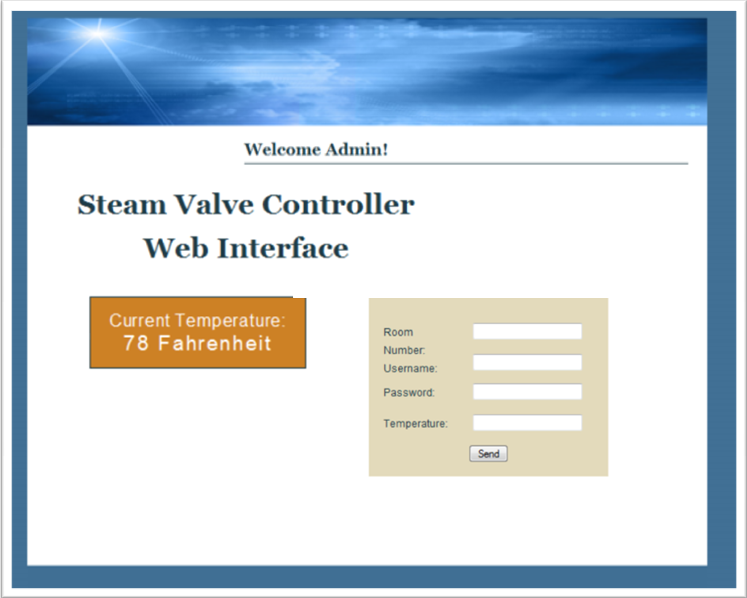 Welcome Admin!
Steam Valve Controller
Web Interface
Current Temperature:
78 Fahrenheit
Room
Number:
Username:
Password:
Temperature:
Send